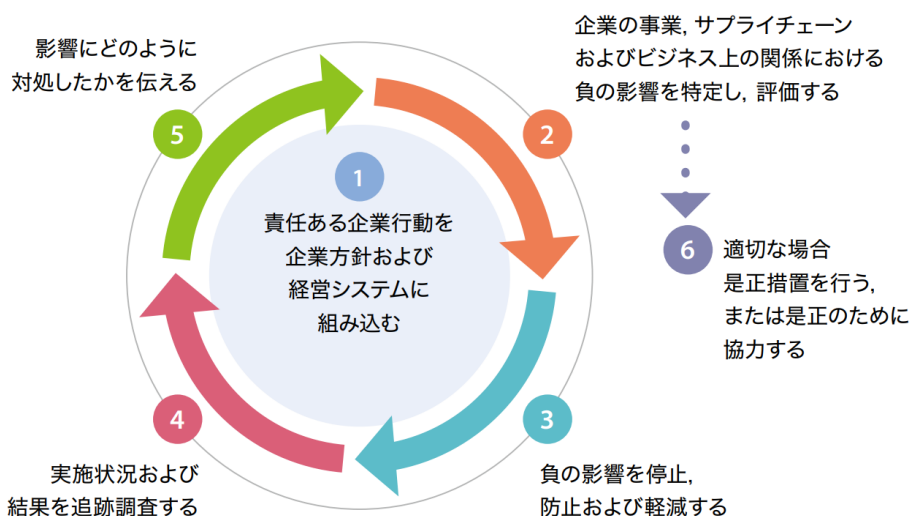 1
責任ある企業行動を
企業方針および
経営システムに
組み込む
企業の事業, サプライチェーン
およびビジネス上の関係における
負の影響を特定し, 評価する
2
3
負の影響を停止,
防止および軽減する
4
実施状況および
結果を追跡調査する
影響にどのように
対処したかを伝える
5
6
適切な場合
是正措置を行う,
または是正のために
協力する